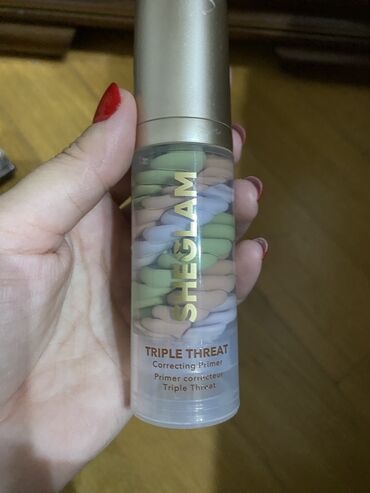 SHEGLAM
TRIPLE THREAT
Correcting Primer
Primer correcteur
Triple Threat